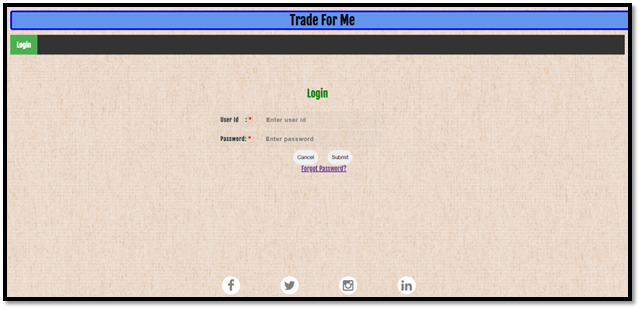 Trade For Me
Login
Login
User Id : * Enter user id
Password: * Enter password
Cancel Submit
Forgot Password?